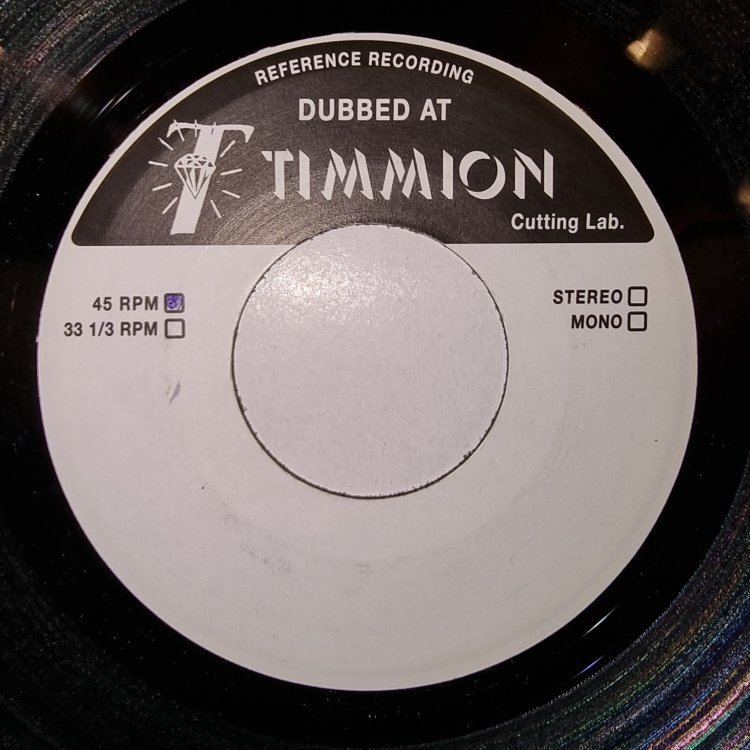 REFERENCE RECORDING
DUBBED AT
T TIMMION
Cutting Lab.
45 RPM
33 1/3 RPM
STEREO
MONO